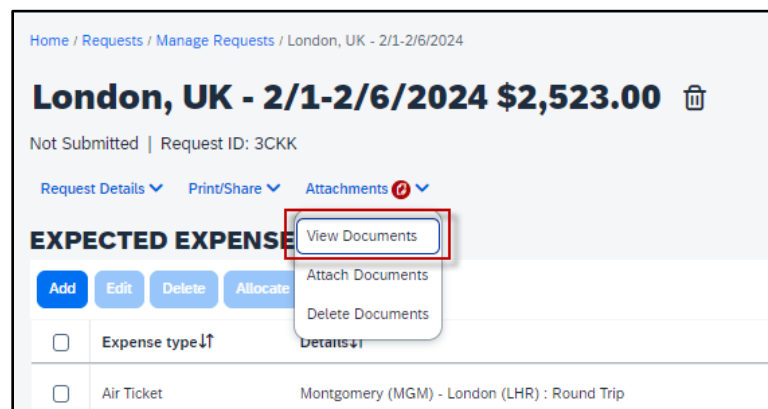 Home / Requests / Manage Requests / London, UK - 2/1-2/6/2024
London, UK - 2/1-2/6/2024 $2,523.00
Not Submitted | Request ID: 3CKK
Request Details Print/Share Attachments
View Documents
EXPECTED EXPENSE
Attach Documents
Add Edit Delete Allocate
Delete Documents
Expense type Details
Air Ticket Montgomery (MGM) - London (LHR) : Round Trip